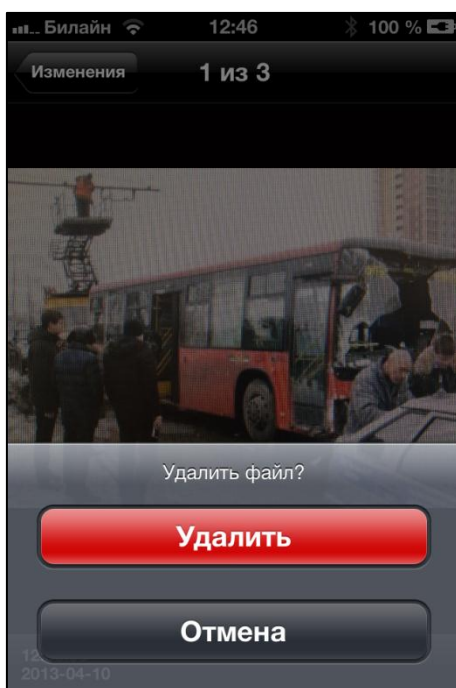 Билайн 12:46 100 %
Изменения 1 из 3
Удалить файл?
Удалить
Отмена
2013-04-10